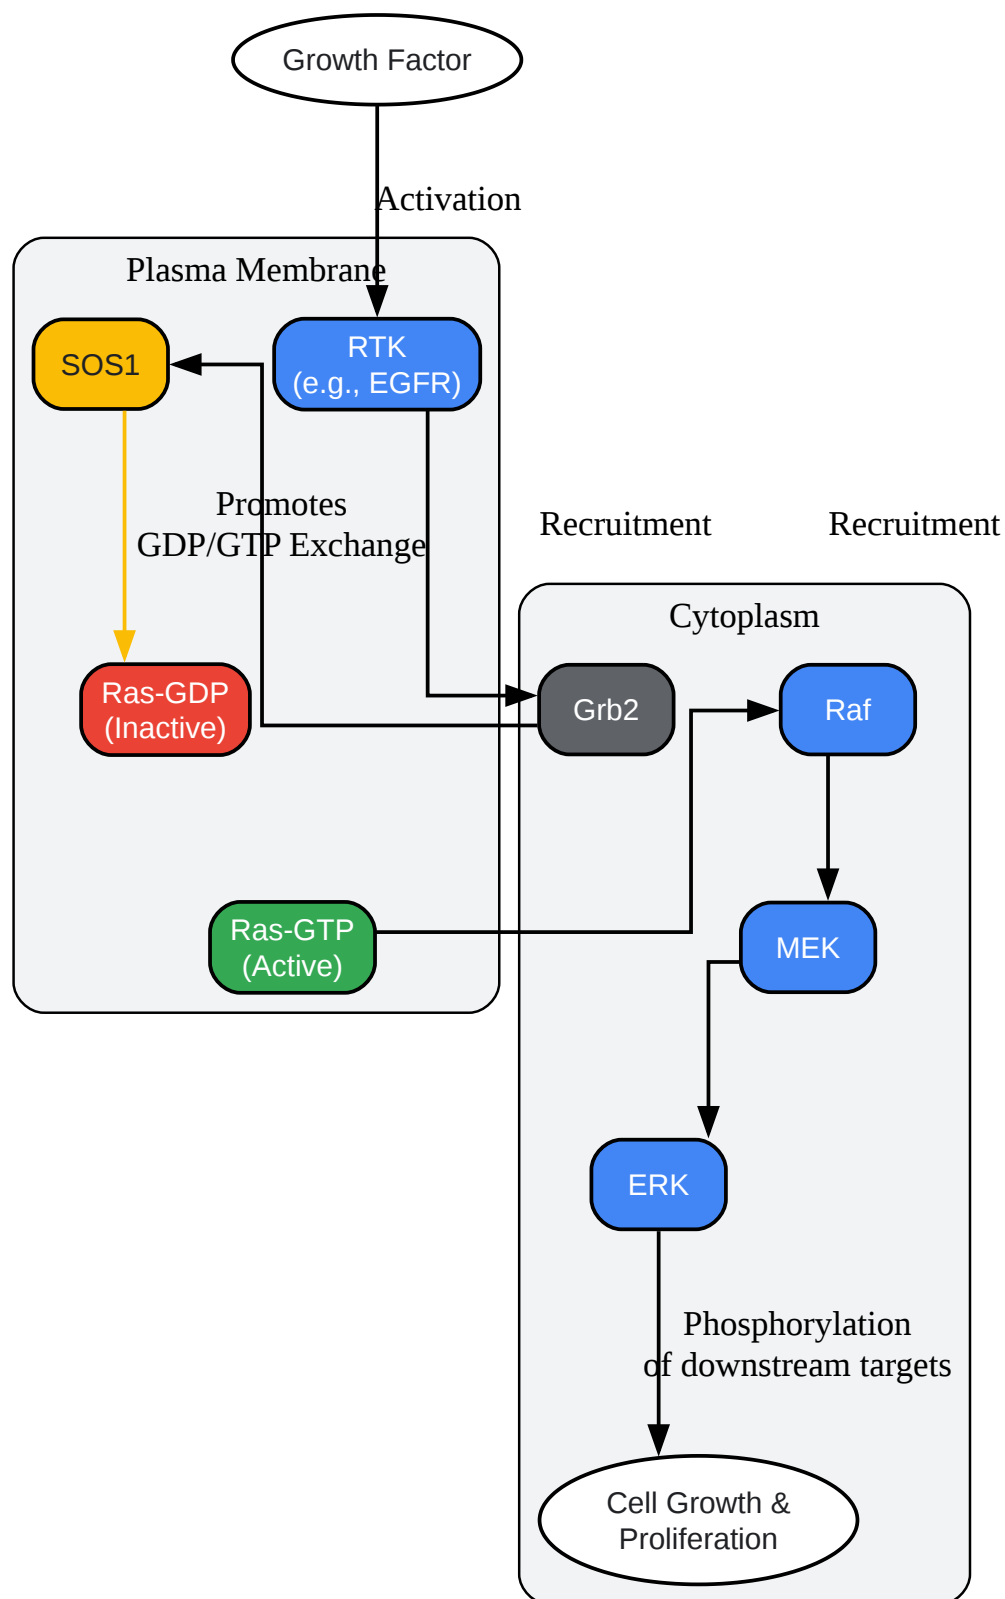 Growth Factor
Activation
Plasma Membrane
SOS1
RTK
(e.g., EGFR)
Promotes
GDP/GTP Exchange
Recruitment
Recruitment
Cytoplasm
Ras-GDP
(Inactive)
Grb2
Raf
Ras-GTP
(Active)
MEK
ERK
Phosphorylation
of downstream targets
Cell Growth &
Proliferation